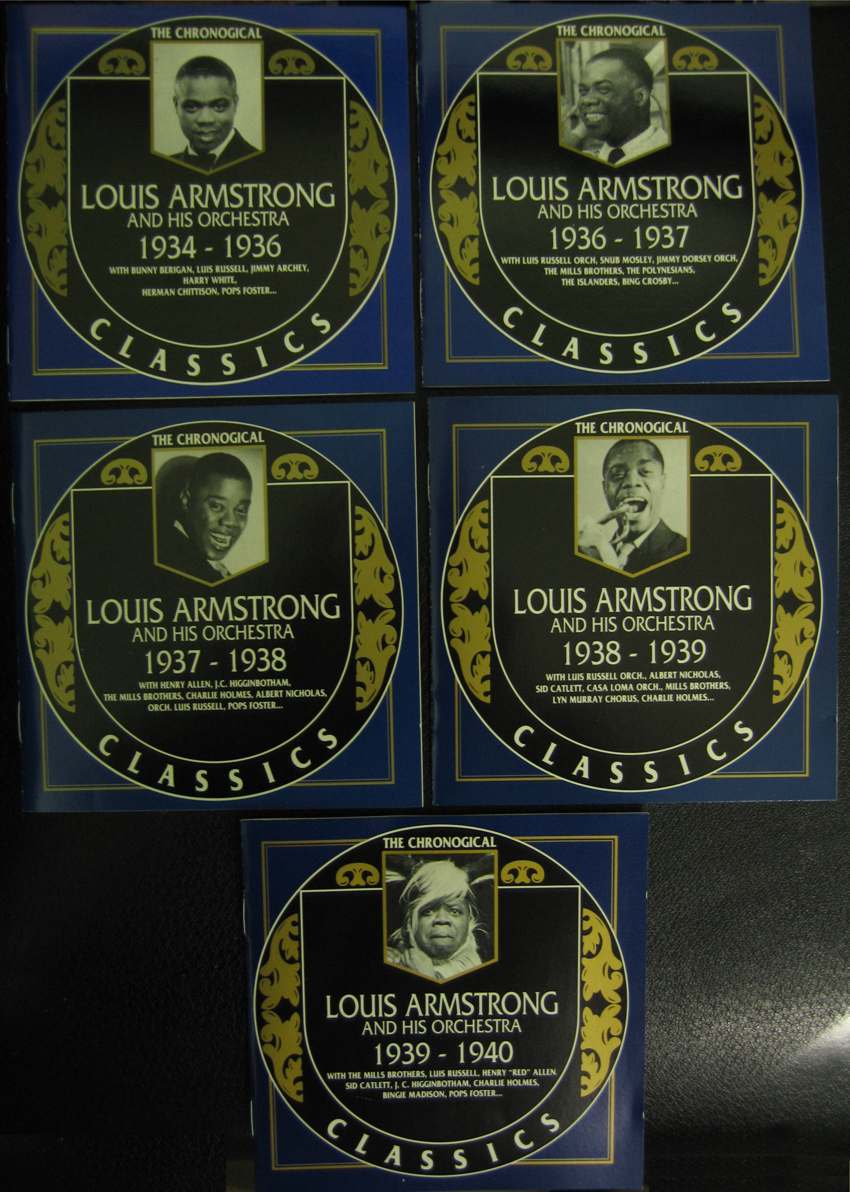 THE CHRONOGICAL
LOUIS ARMSTRONG
AND HIS ORCHESTRA
1934 - 1936
WITH BUNNY BERIGAN, LUIS RUSSELL, JIMMY ARCHEY,
HARRY WHITE,
HERMAN CHITTISON, POPS FOSTER...
CLASSICS
THE CHRONOGICAL
LOUIS ARMSTRONG
AND HIS ORCHESTRA
1936 - 1937
WITH LUIS RUSSELL ORCH, SNUB MOSLEY, JIMMY DORSEY ORCH,
THE MILLS BROTHERS, THE POLYNESIANS,
THE ISLANDERS, BING CROSBY...
CLASSICS
THE CHRONOGICAL
LOUIS ARMSTRONG
AND HIS ORCHESTRA
1937 - 1938
WITH HENRY ALLEN, J.C. HIGGINBOTHAM,
THE MILLS BROTHERS, CHARLIE HOLMES, ALBERT NICHOLAS,
ORCH. LUIS RUSSELL, POPS FOSTER...
CLASSICS
THE CHRONOGICAL
LOUIS ARMSTRONG
AND HIS ORCHESTRA
1938 - 1939
WITH LUIS RUSSELL ORCH., ALBERT NICHOLAS,
SID CATLETT, CASA LOMA ORCH., MILLS BROTHERS,
LYN MURRAY CHORUS, CHARLIE HOLMES...
CLASSICS
THE CHRONOGICAL
LOUIS ARMSTRONG
AND HIS ORCHESTRA
1939 - 1940
WITH THE MILLS BROTHERS, LUIS RUSSELL, HENRY "RED" ALLEN,
SID CATLETT, J. C. HIGGINBOTHAM, CHARLIE HOLMES,
BINGIE MADISON, POPS FOSTER...
CLASSICS